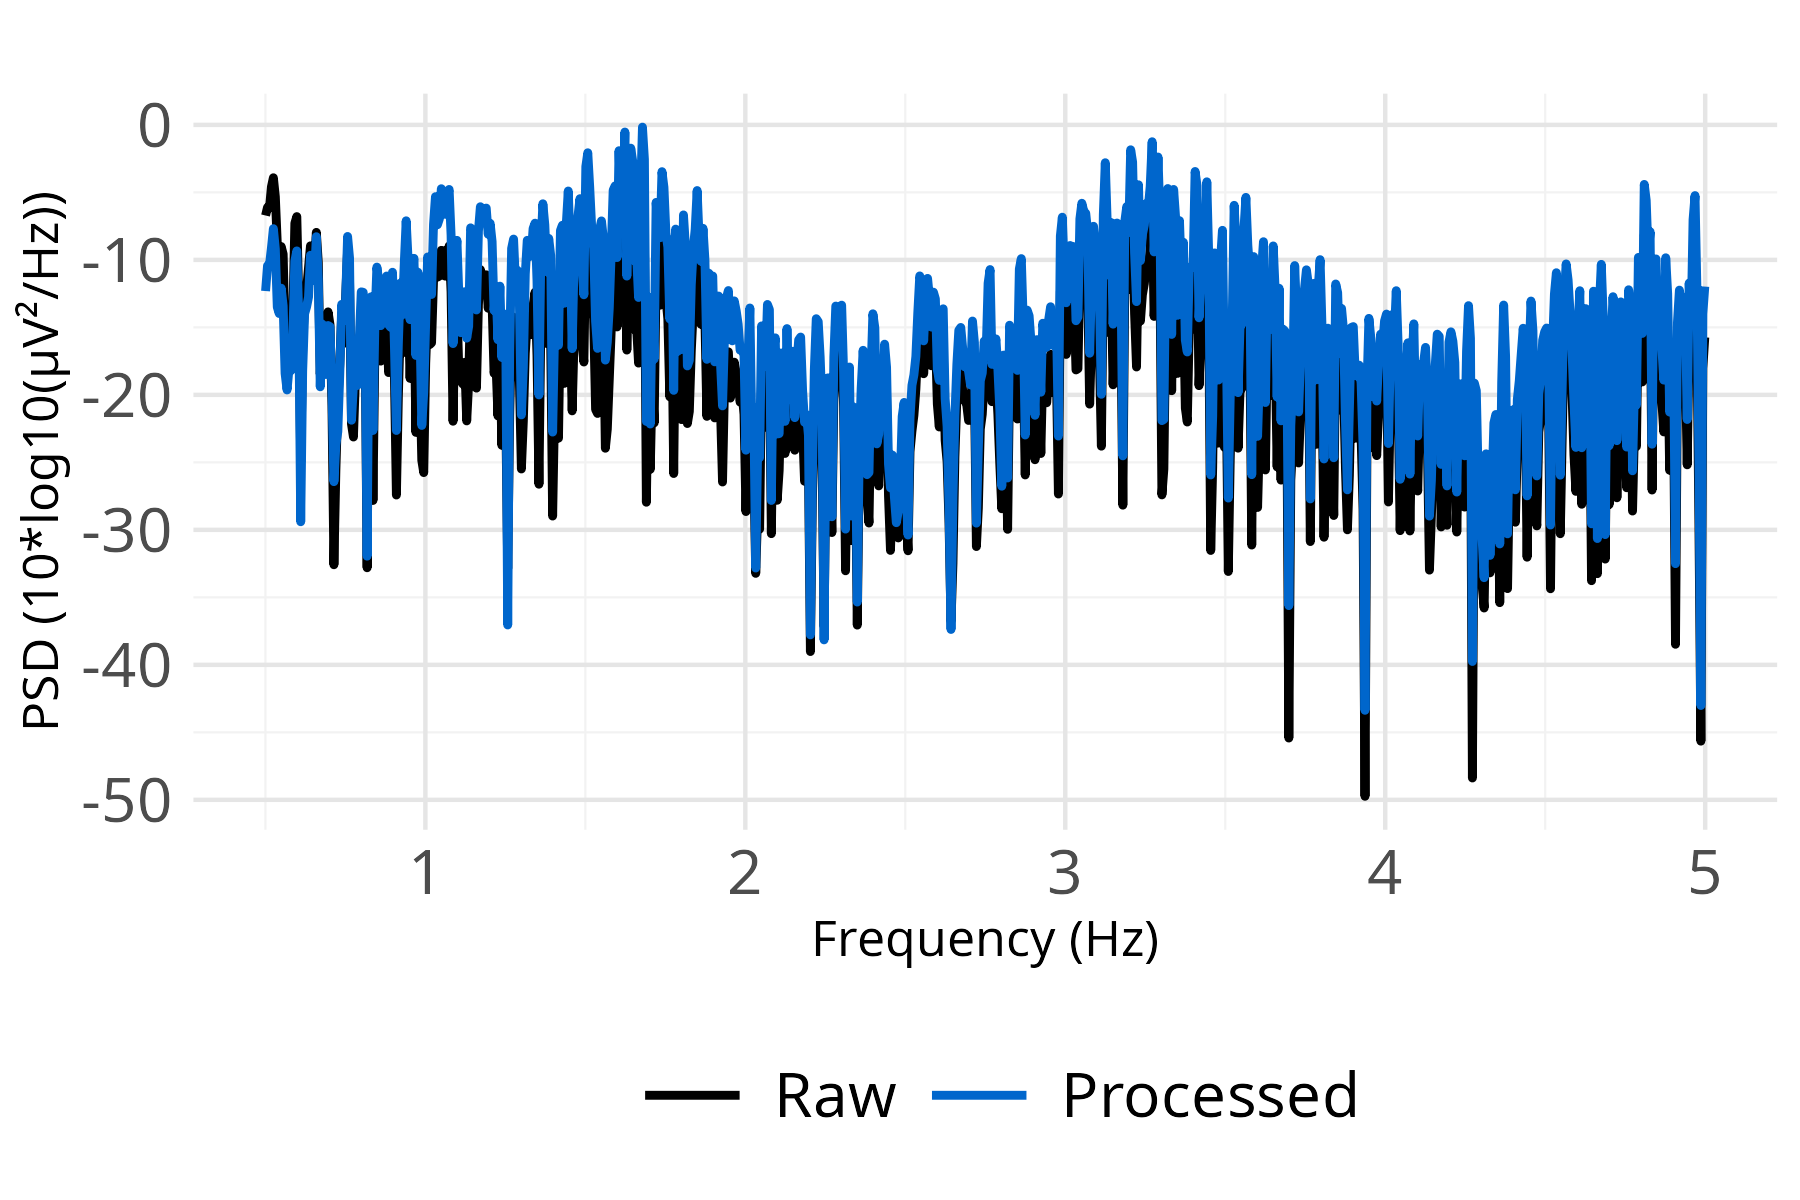 0
-10
-20
-30
-40
-50
PSD (10*log10(µV²/Hz))
1 2 3 4 5
Frequency (Hz)
Raw Processed